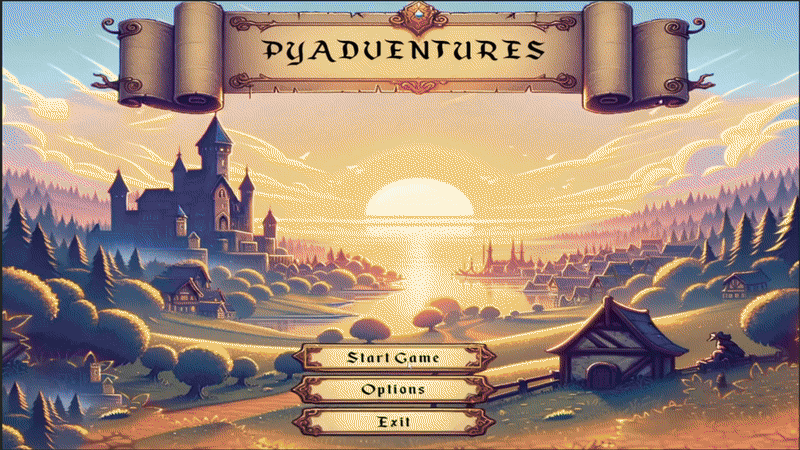 PYADVENTURES
Start Game
Options
Exit